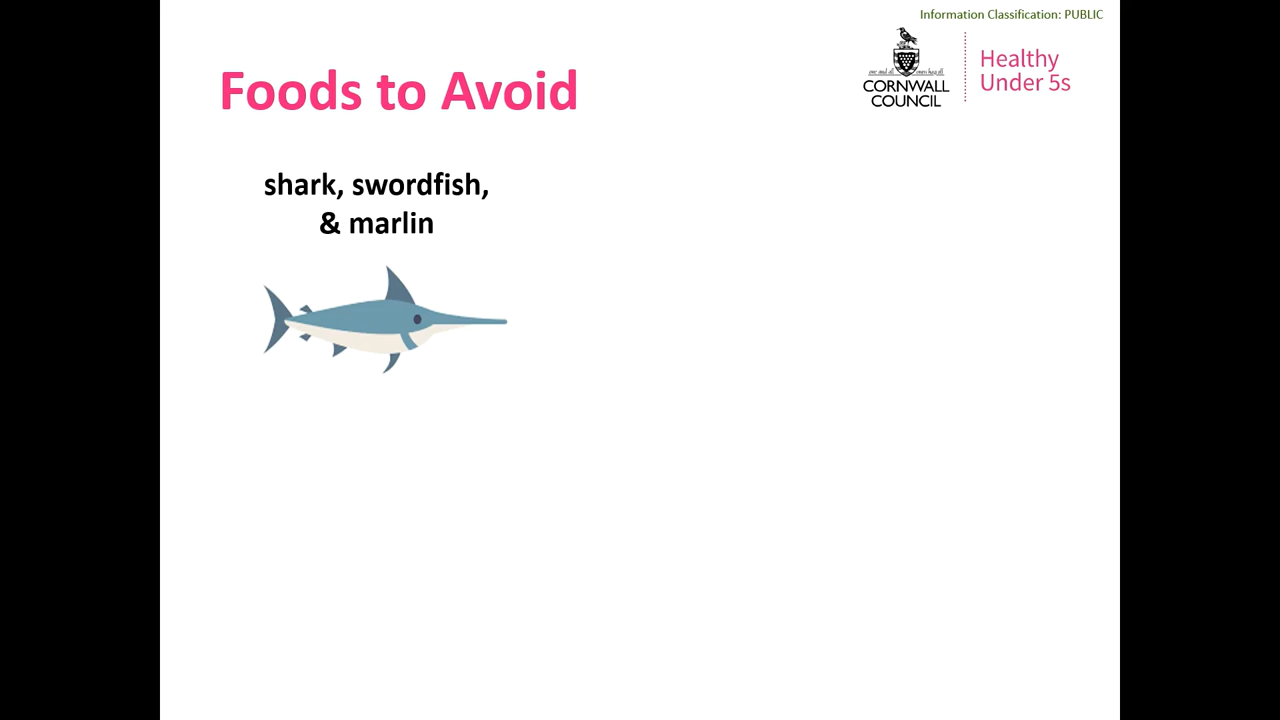 Information Classification: PUBLIC
Foods to Avoid
CORNWALL
COUNCIL
Healthy
Under 5s
shark, swordfish,
& marlin